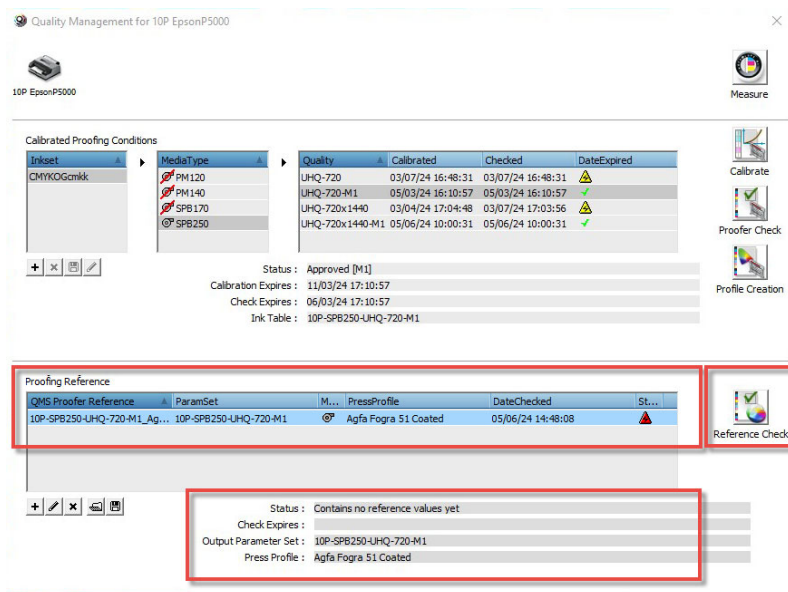 Quality Management for 10P EpsonP5000
10P EpsonP5000
Measure
Calibrated Proofing Conditions
Inkset MediaType Quality Calibrated Checked DateExpired
CMYKOGcmkk PM120 UHQ-720 03/07/24 16:48:31 03/07/24 16:48:31
PM140 UHQ-720-M1 05/03/24 16:10:57 05/03/24 16:10:57
SPB170 UHQ-720x1440 03/04/24 17:04:48 03/07/24 17:03:56
SPB250 UHQ-720x1440-M1 05/06/24 10:00:31 05/06/24 10:00:31
Calibrate
Proofer Check
Profile Creation
Status : Approved [M1]
Calibration Expires : 11/03/24 17:10:57
Check Expires : 06/03/24 17:10:57
Ink Table : 10P-SPB250-UHQ-720-M1
Proofing Reference
QMS Proofer Reference ParamSet M... PressProfile DateChecked St...
10P-SPB250-UHQ-720-M1_Ag... 10P-SPB250-UHQ-720-M1 Agfa Fogra 51 Coated 05/06/24 14:48:08
Reference Check
Status : Contains no reference values yet
Check Expires :
Output Parameter Set : 10P-SPB250-UHQ-720-M1
Press Profile : Agfa Fogra 51 Coated